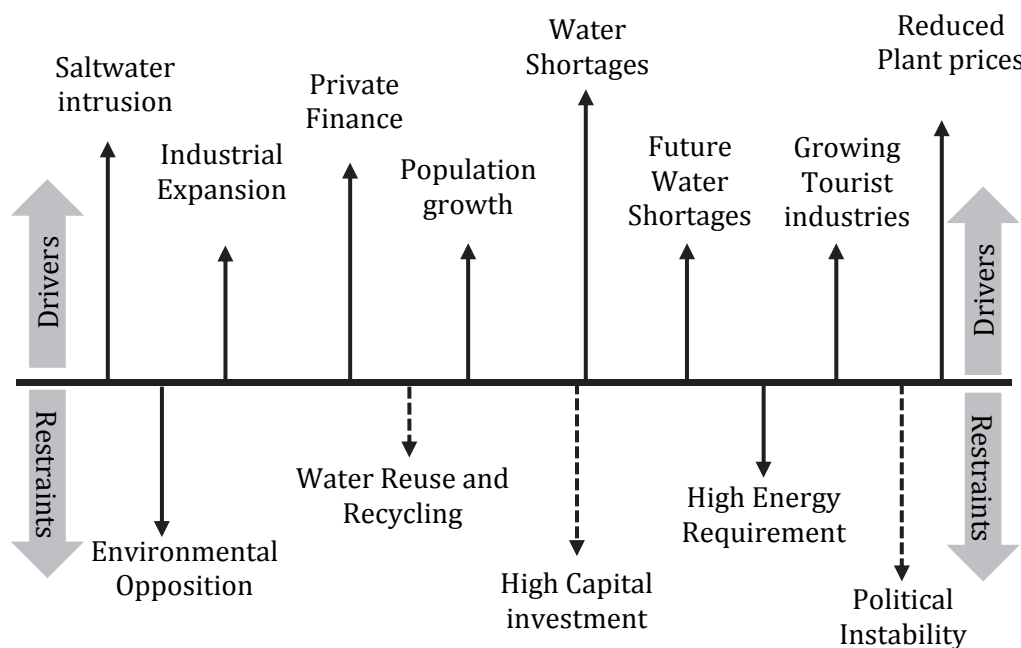 Saltwater
intrusion
Industrial
Expansion
Private
Finance
Population
growth
Water
Shortages
Future
Water
Shortages
Growing
Tourist
industries
Reduced
Plant prices
Drivers
Drivers
Restraints
Restraints
Environmental
Opposition
Water Reuse and
Recycling
High Capital
investment
High Energy
Requirement
Political
Instability